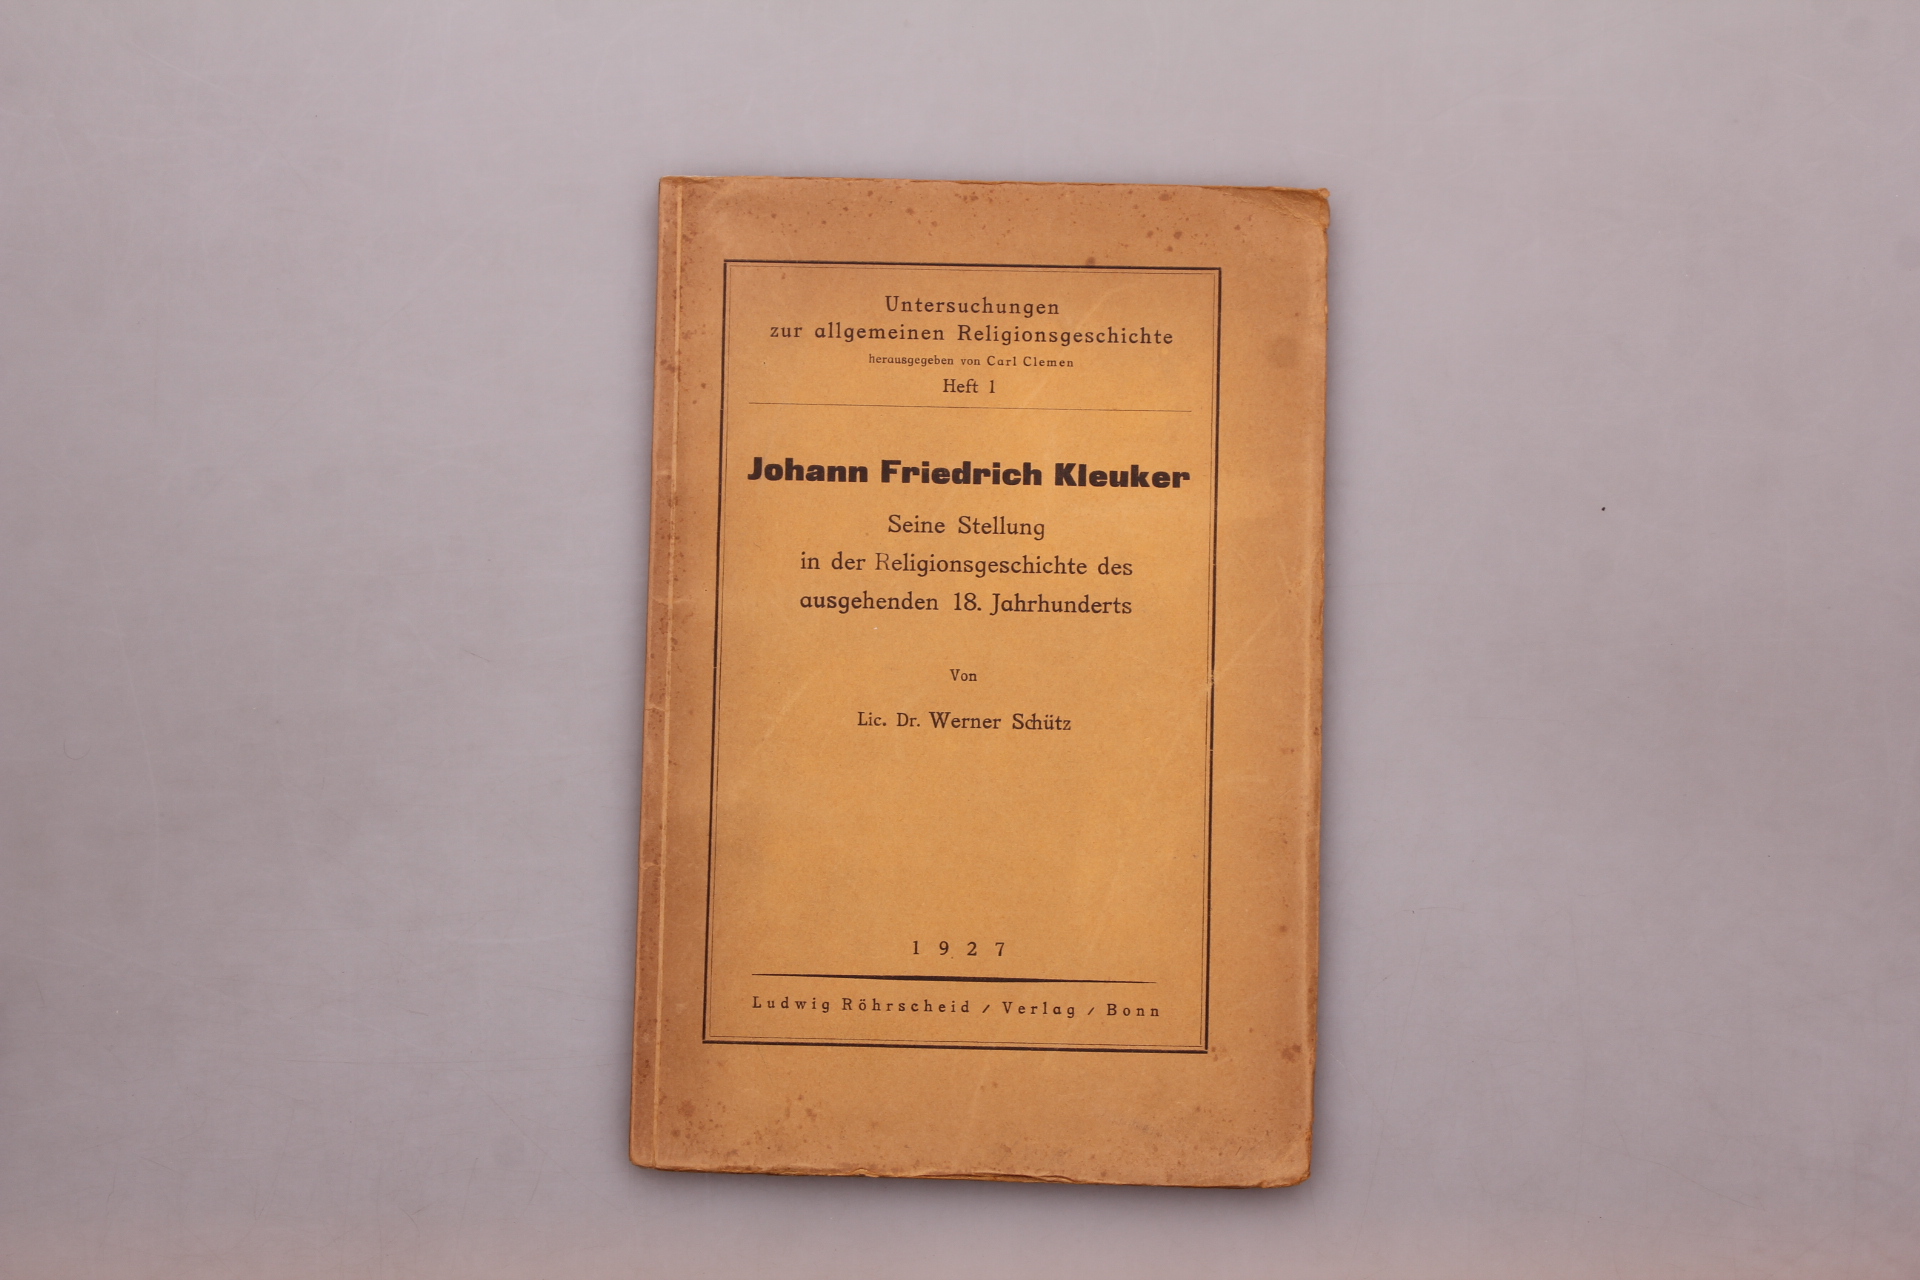 Untersuchungen
zur allgemeinen Religionsgeschichte
herausgegeben von Carl Clemen
Heft 1
Johann Friedrich Kleuker
Seine Stellung
in der Religionsgeschichte des
ausgehenden 18. Jahrhunderts
Von
Lic. Dr. Werner Schütz
1927
Ludwig Röhrscheid / Verlag / Bonn